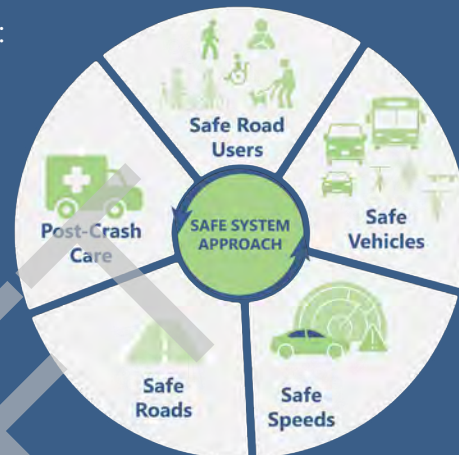 :
Safe Road
Users
Safe
Vehicles
Safe
Speeds
Safe
Roads
Post-Crash
Care
SAFE SYSTEM
APPROACH